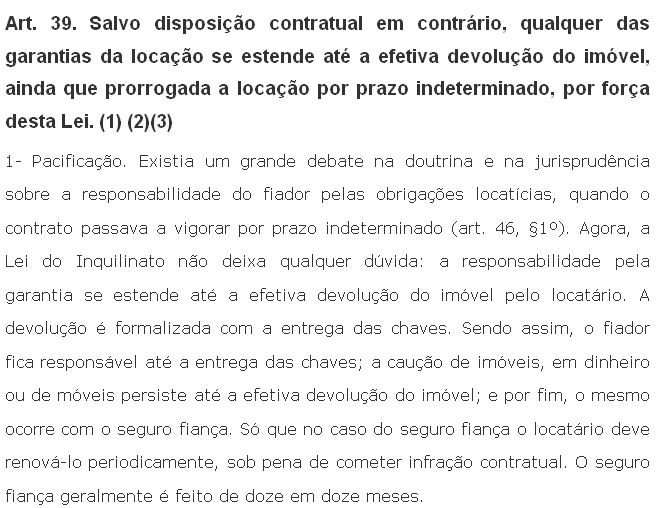 Art. 39. Salvo disposição contratual em contrário, qualquer das
garantias da locação se estende até a efetiva devolução do imóvel,
ainda que prorrogada a locação por prazo indeterminado, por força
desta Lei. (1) (2)(3)
1- Pacificação. Existia um grande debate na doutrina e na jurisprudência
sobre a responsabilidade do fiador pelas obrigações locatícias, quando o
contrato passava a vigorar por prazo indeterminado (art. 46, §1º). Agora, a
Lei do Inquilinato não deixa qualquer dúvida: a responsabilidade pela
garantia se estende até a efetiva devolução do imóvel pelo locatário. A
devolução é formalizada com a entrega das chaves. Sendo assim, o fiador
fica responsável até a entrega das chaves; a caução de imóveis, em dinheiro
ou de móveis persiste até a efetiva devolução do imóvel; e por fim, o mesmo
ocorre com o seguro fiança. Só que no caso do seguro fiança o locatário deve
renová-lo periodicamente, sob pena de cometer infração contratual. O seguro
fiança geralmente é feito de doze em doze meses.